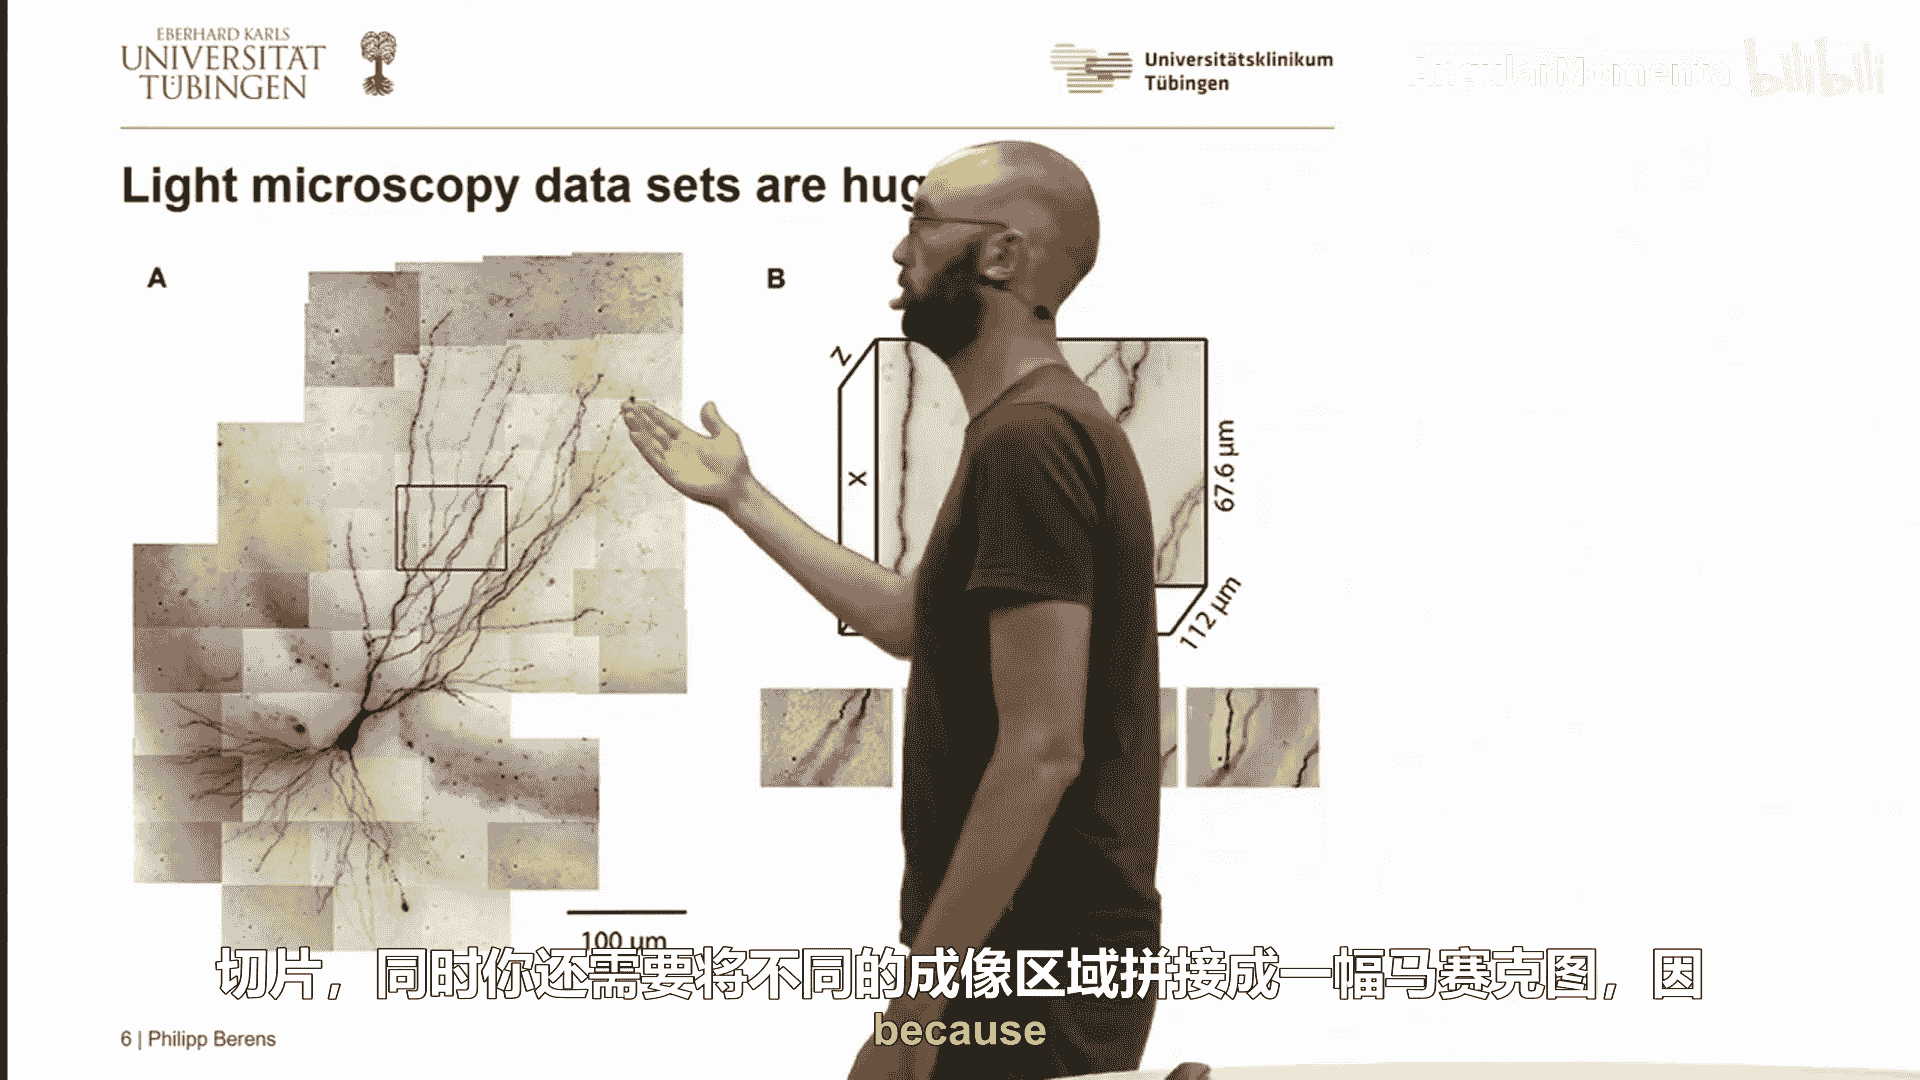 EBERHARD KARLS
UNIVERSITÄT
TÜBINGEN
Universitätsklinikum
Tübingen
AngularMomenta bilibili
Light microscopy data sets are hug
A
B
Z
X
67.6 µm
112 µm
100 µm
切片，同时你还需要将不同的成像区域拼接成一幅马赛克图，因
because
6 | Philipp Berens